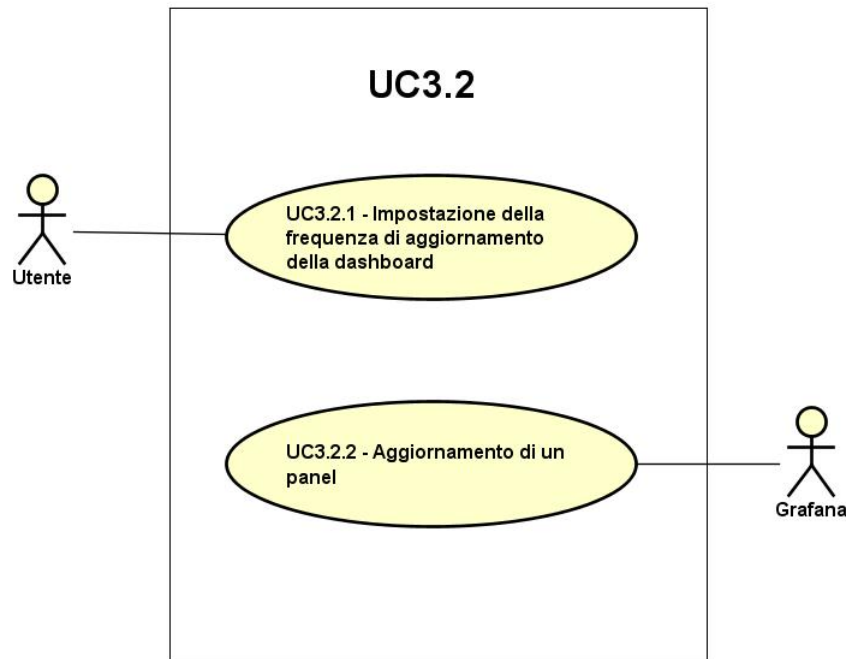 UC3.2
UC3.2.1 - Impostazione della
frequenza di aggiornamento
della dashboard
Utente
UC3.2.2 - Aggiornamento di un
panel
Grafana